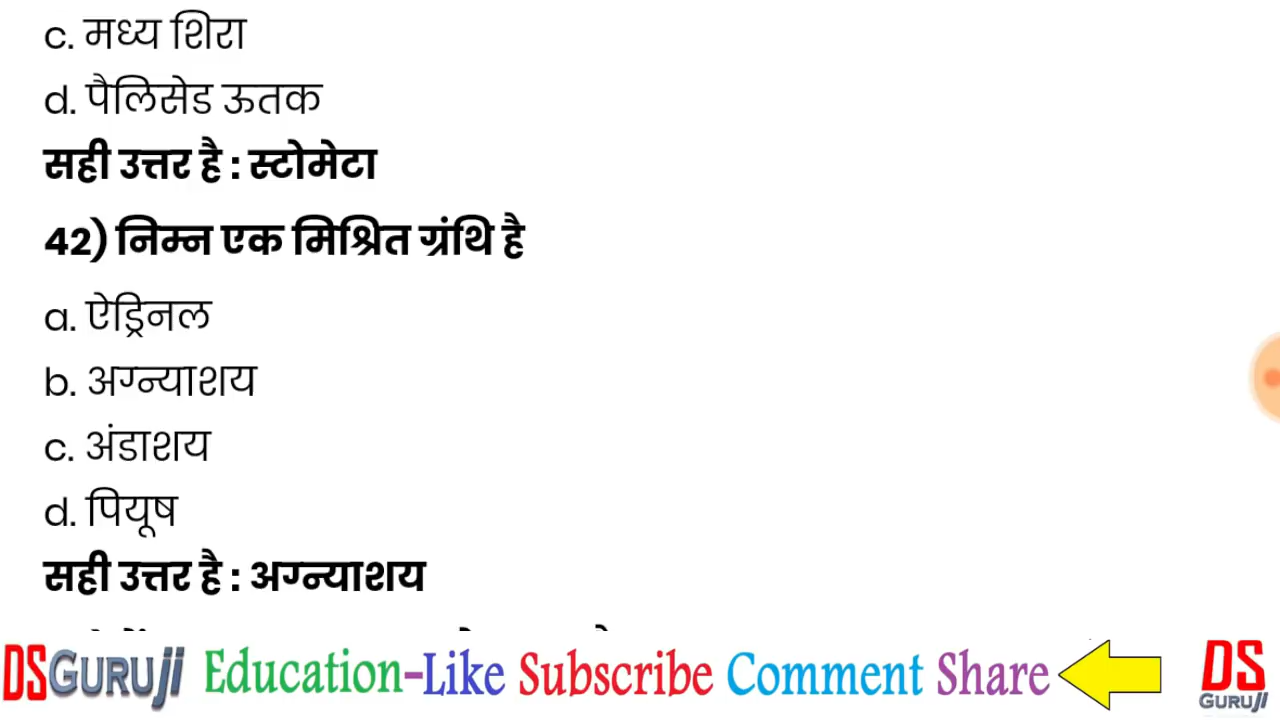 c. मध्य शिरा
d. पैलिसेड ऊतक
सही उत्तर है : स्टोमेटा
42) निम्न एक मिश्रित ग्रंथि है
a. ऐड्रिनल
b. अग्न्याशय
c. अंडाशय
d. पियूष
सही उत्तर है : अग्न्याशय
DSGURUJI Education-Like Subscribe Comment Share DS GURUJI